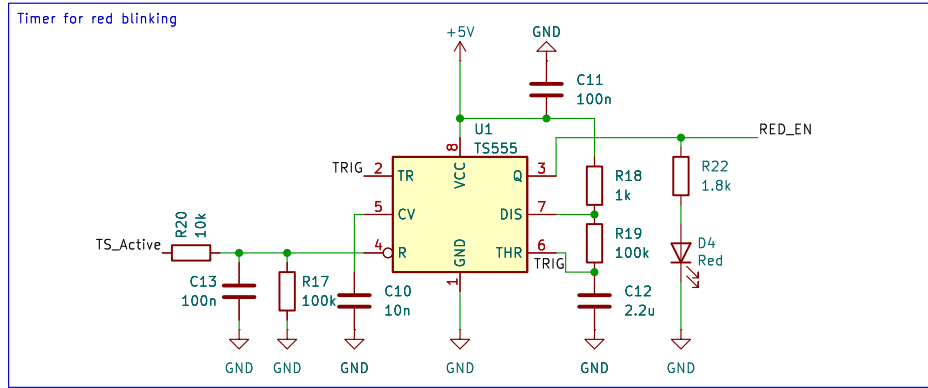 Timer for red blinking
+5V
GND
C11
100n
RED_EN
U1
TS555
8
VCC
TRIG
2
TR
Q
3
R18
1k
R22
1.8k
5
CV
DIS
7
R20
10k
TS_Active
4
R
GND
1
THR
6
TRIG
R19
100k
D4
Red
C13
100n
R17
100k
C10
10n
C12
2.2u
GND
GND
GND
GND
GND
GND